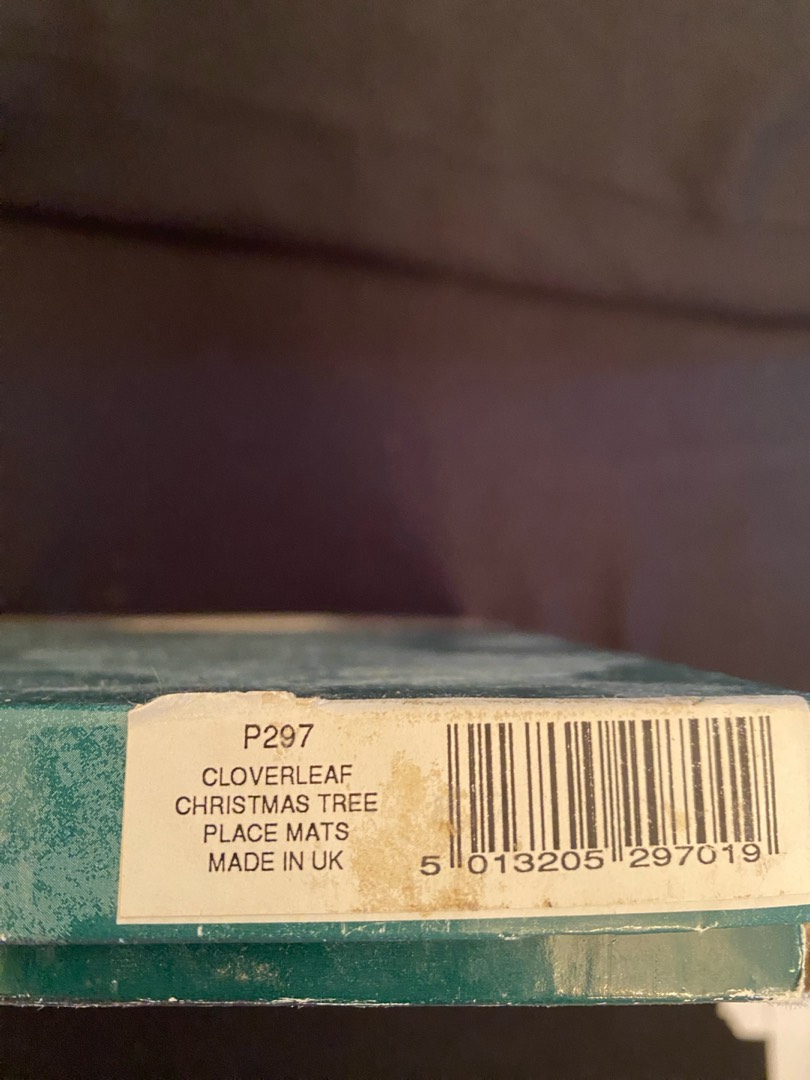 P297
CLOVERLEAF
CHRISTMAS TREE
PLACE MATS
MADE IN UK
5 013205 297019